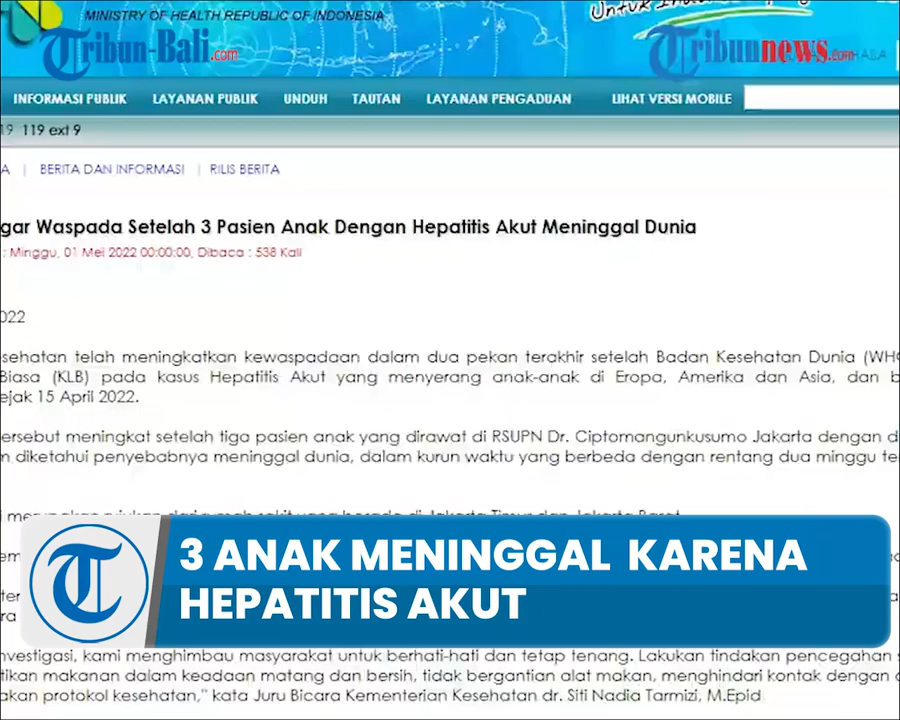 MINISTRY OF HEALTH REPUBLIC OF INDONESIA
Untuk
Tribun-Bali.com
Tribunnews.com
INFORMASI PUBLIK LAYANAN PUBLIK UNDUH TAUTAN LAYANAN PENGADUAN LIHAT VERSI MOBILE
19 119 ext 9
A | BERITA DAN INFORMASI | RILIS BERITA
gar Waspada Setelah 3 Pasien Anak Dengan Hepatitis Akut Meninggal Dunia
: Minggu, 01 Mei 2022 00:00:00, Dibaca : 538 Kali
022
sehatan telah meningkatkan kewaspadaan dalam dua pekan terakhir setelah Badan Kesehatan Dunia (WHO
Biasa (KLB) pada kasus Hepatitis Akut yang menyerang anak-anak di Eropa, Amerika dan Asia, dan b
ejak 15 April 2022.
ersebut meningkat setelah tiga pasien anak yang dirawat di RSUPN Dr. Ciptomangunkusumo Jakarta dengan d
m diketahui penyebabnya meninggal dunia, dalam kurun waktu yang berbeda dengan rentang dua minggu te
3 ANAK MENINGGAL KARENA
HEPATITIS AKUT
nvestigasi, kami menghimbau masyarakat untuk berhati-hati dan tetap tenang. Lakukan tindakan pencegahan s
tikan makanan dalam keadaan matang dan bersih, tidak bergantian alat makan, menghindari kontak dengan
akan protokol kesehatan," kata Juru Bicara Kementerian Kesehatan dr. Siti Nadia Tarmizi, M.Epid